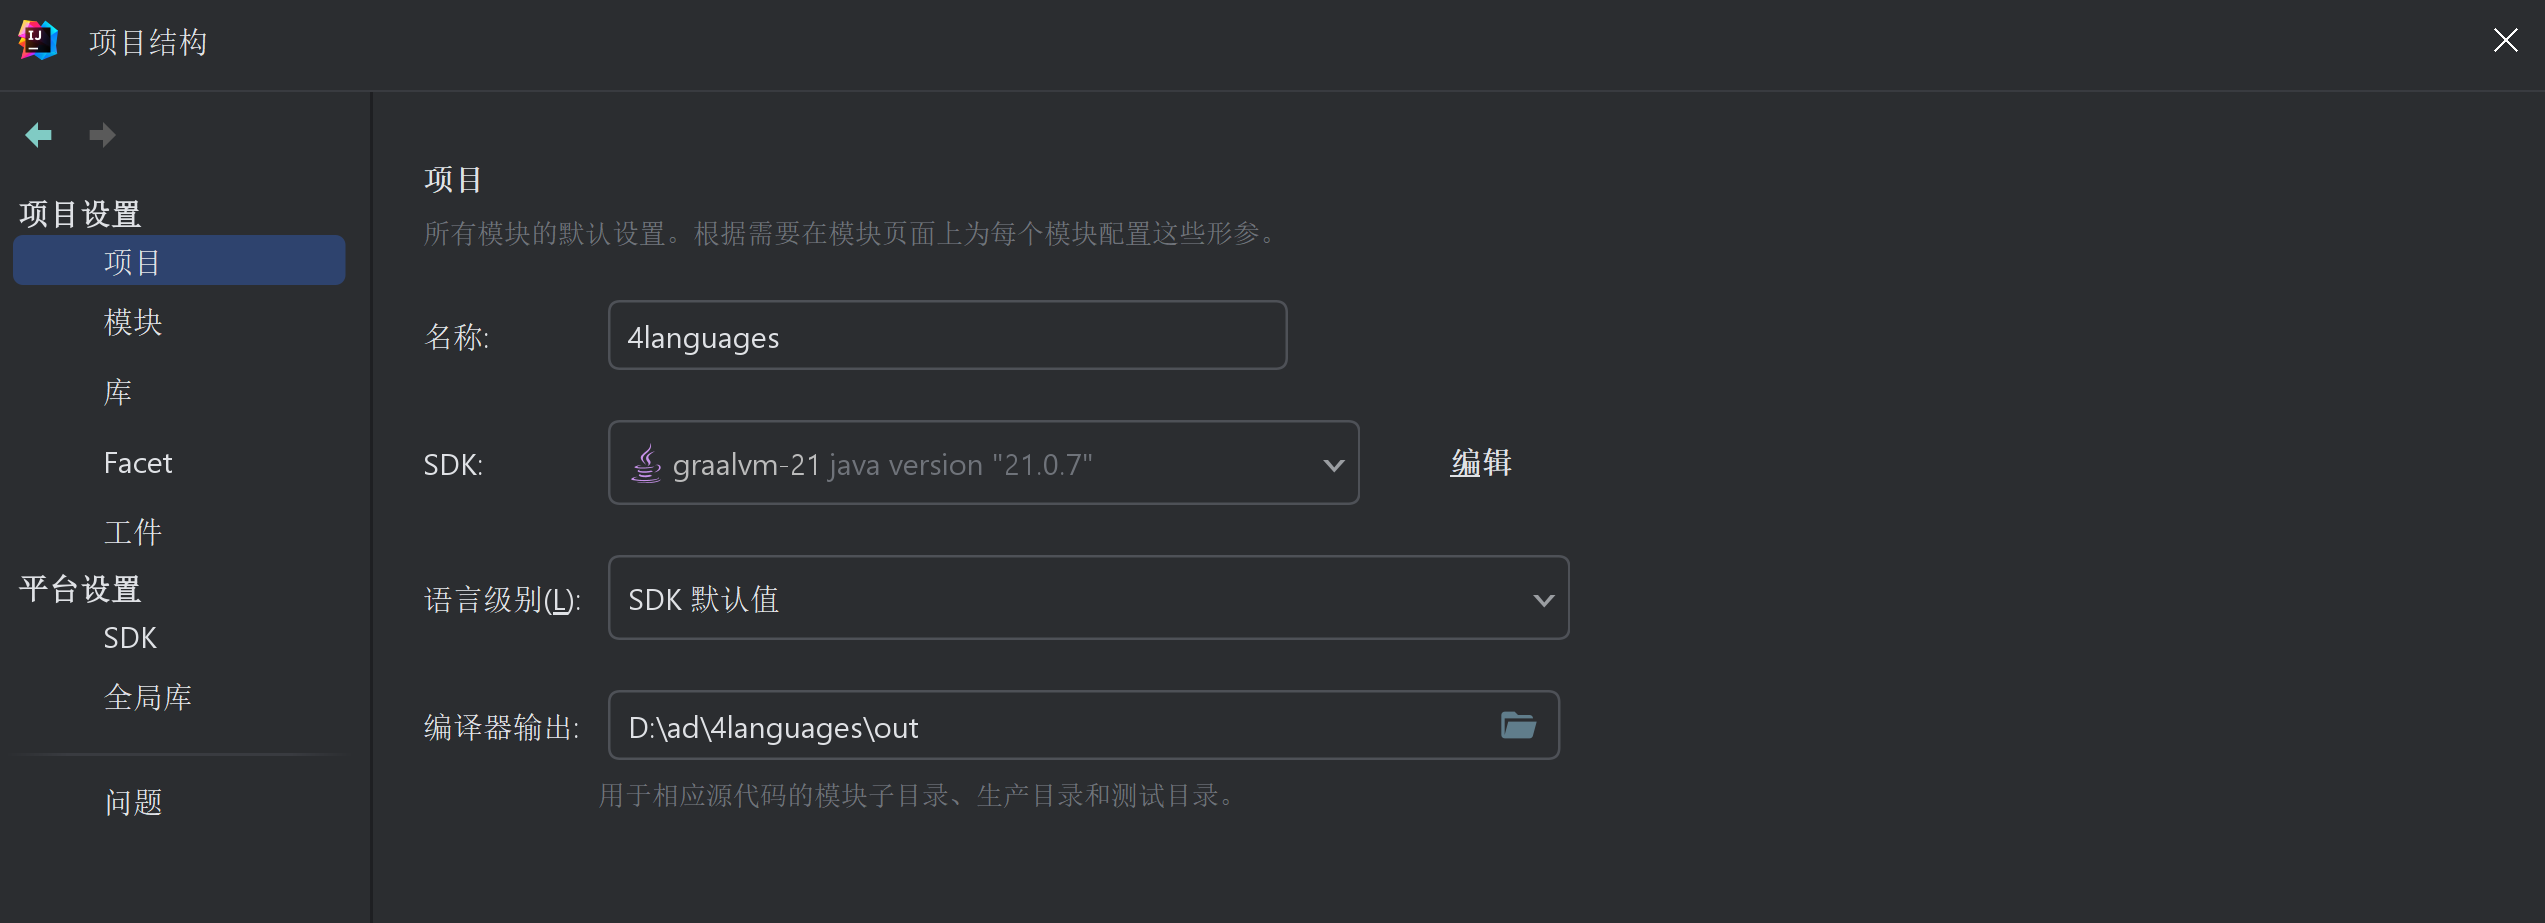 IJ
项目结构
项目设置
项目
模块
库
Facet
工件
平台设置
SDK
全局库
问题
项目
所有模块的默认设置。根据需要在模块页面上为每个模块配置这些形参。
名称: 4languages
SDK: graalvm-21 java version "21.0.7" 编辑
语言级别(L): SDK 默认值
编译器输出: D:\ad\4languages\out
用于相应源代码的模块子目录、生产目录和测试目录。